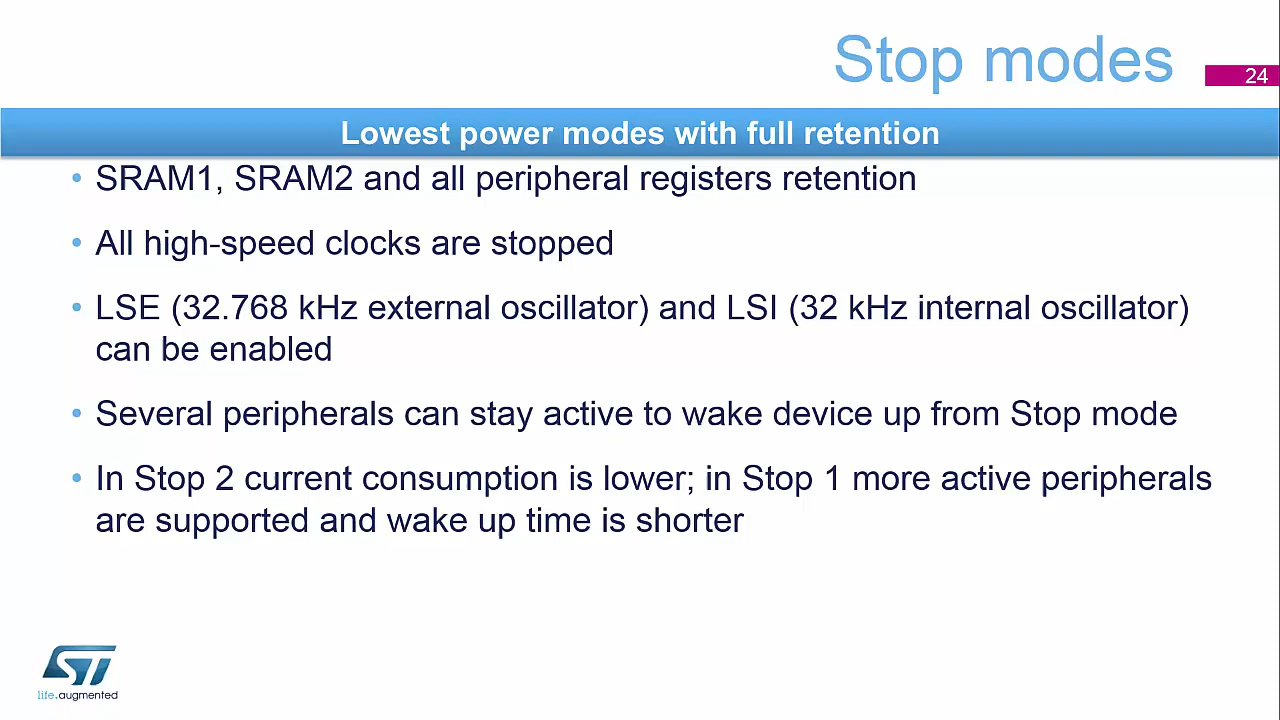 Stop modes
24
Lowest power modes with full retention
• SRAM1, SRAM2 and all peripheral registers retention
• All high-speed clocks are stopped
• LSE (32.768 kHz external oscillator) and LSI (32 kHz internal oscillator)
can be enabled
• Several peripherals can stay active to wake device up from Stop mode
• In Stop 2 current consumption is lower; in Stop 1 more active peripherals
are supported and wake up time is shorter
ST
life.augmented